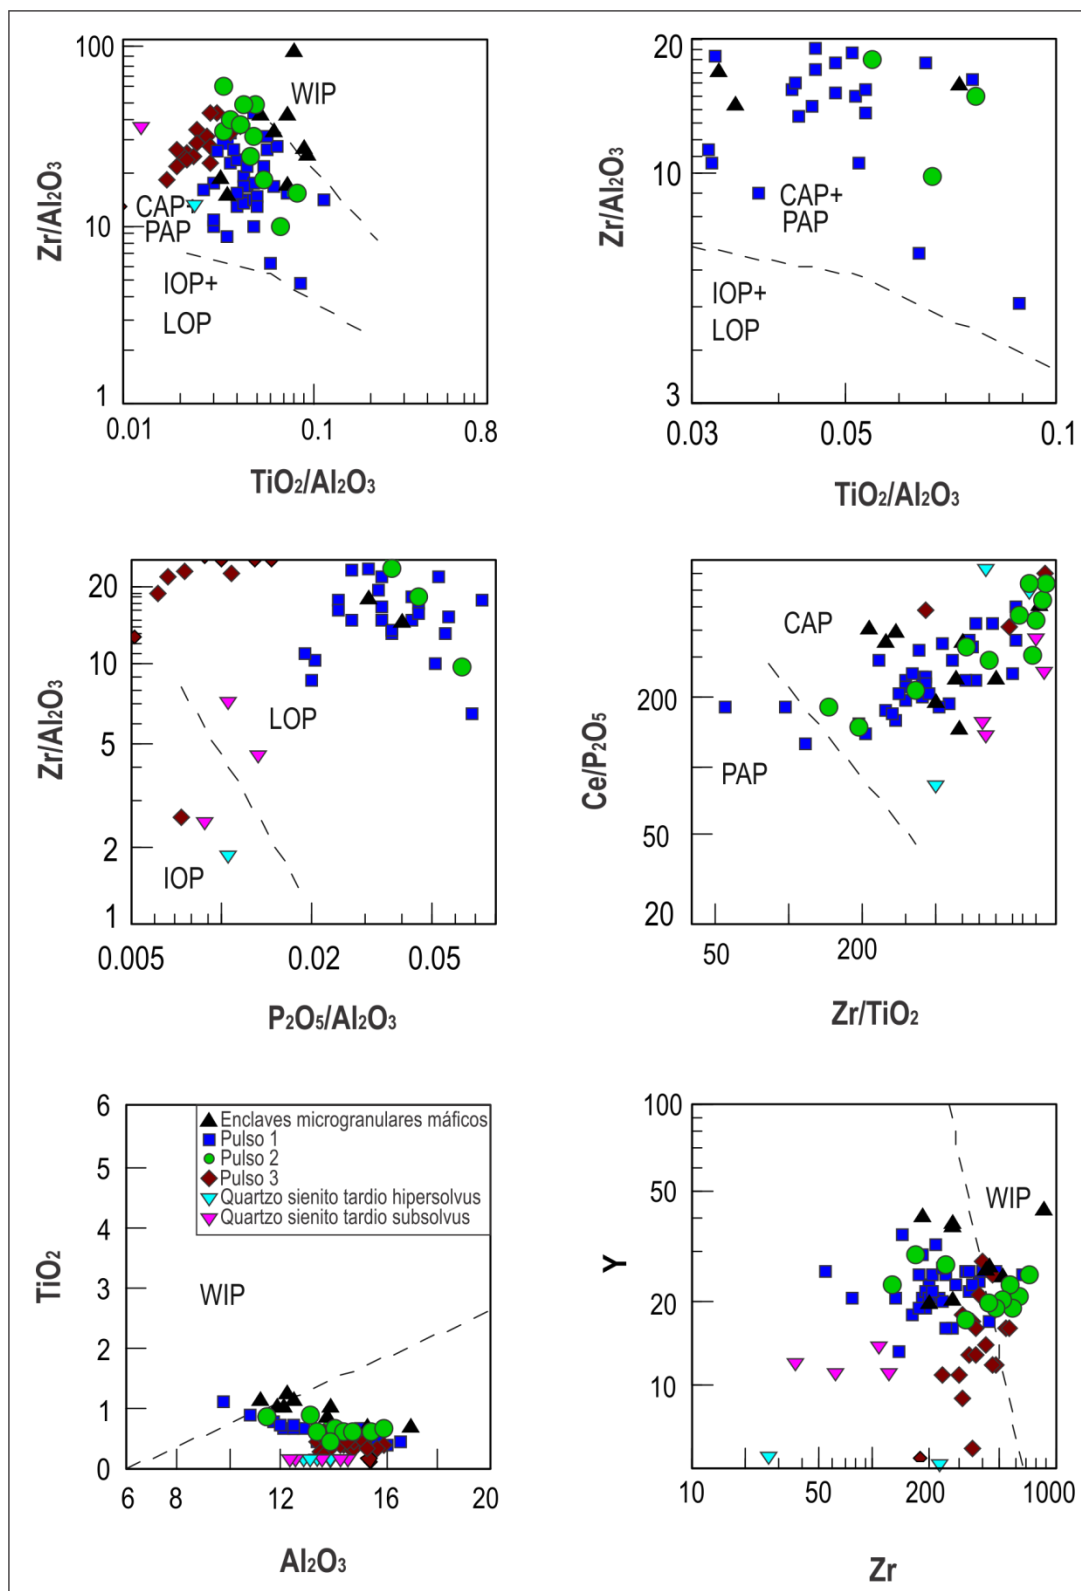 100
10
1
Zr/Al₂O₃
WIP
CAP+
PAP
IOP+
LOP
0.01
0.1
0.8
TiO₂/Al₂O₃
20
10
3
Zr/Al₂O₃
CAP+
PAP
IOP+
LOP
0.03
0.05
0.1
TiO₂/Al₂O₃
20
10
5
2
1
Zr/Al₂O₃
LOP
IOP
0.005
0.02
0.05
P₂O₅/Al₂O₃
200
50
20
Ce/P₂O₅
CAP
PAP
50
200
Zr/TiO₂
6
5
4
3
2
1
0
TiO₂
Enclaves microgranulares máficos
Pulso 1
Pulso 2
Pulso 3
Quartzo sienito tardio hipersolvus
Quartzo sienito tardio subsolvus
WIP
6
8
12
16
20
Al₂O₃
100
50
20
10
Y
WIP
10
50
200
1000
Zr